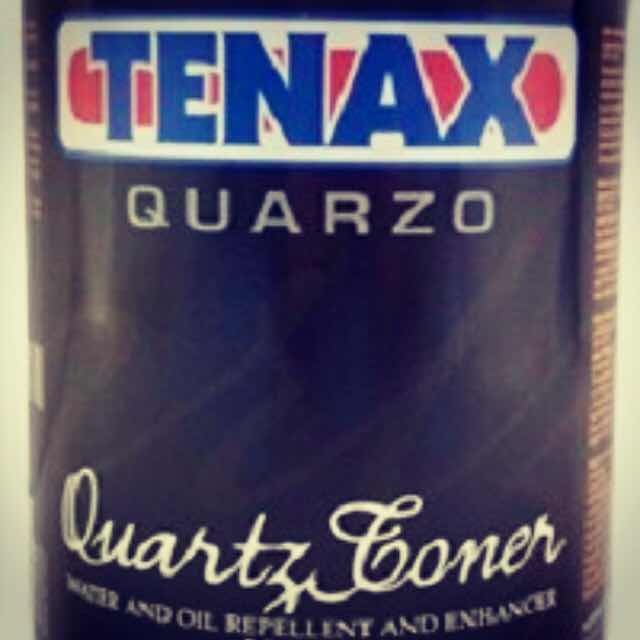 TENAX
QUARZO
Quartz Toner
WATER AND OIL REPELLENT AND ENHANCER